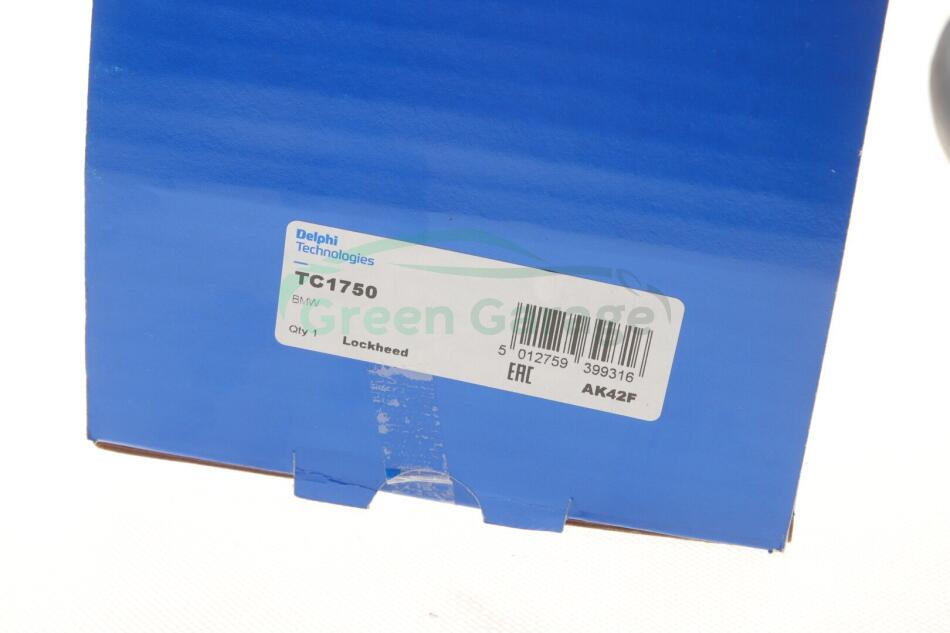 Delphi
Technologies
TC1750
BMW
Green Garage
Qty 1
Lockheed
5 012759 399316
EAC
AK42F